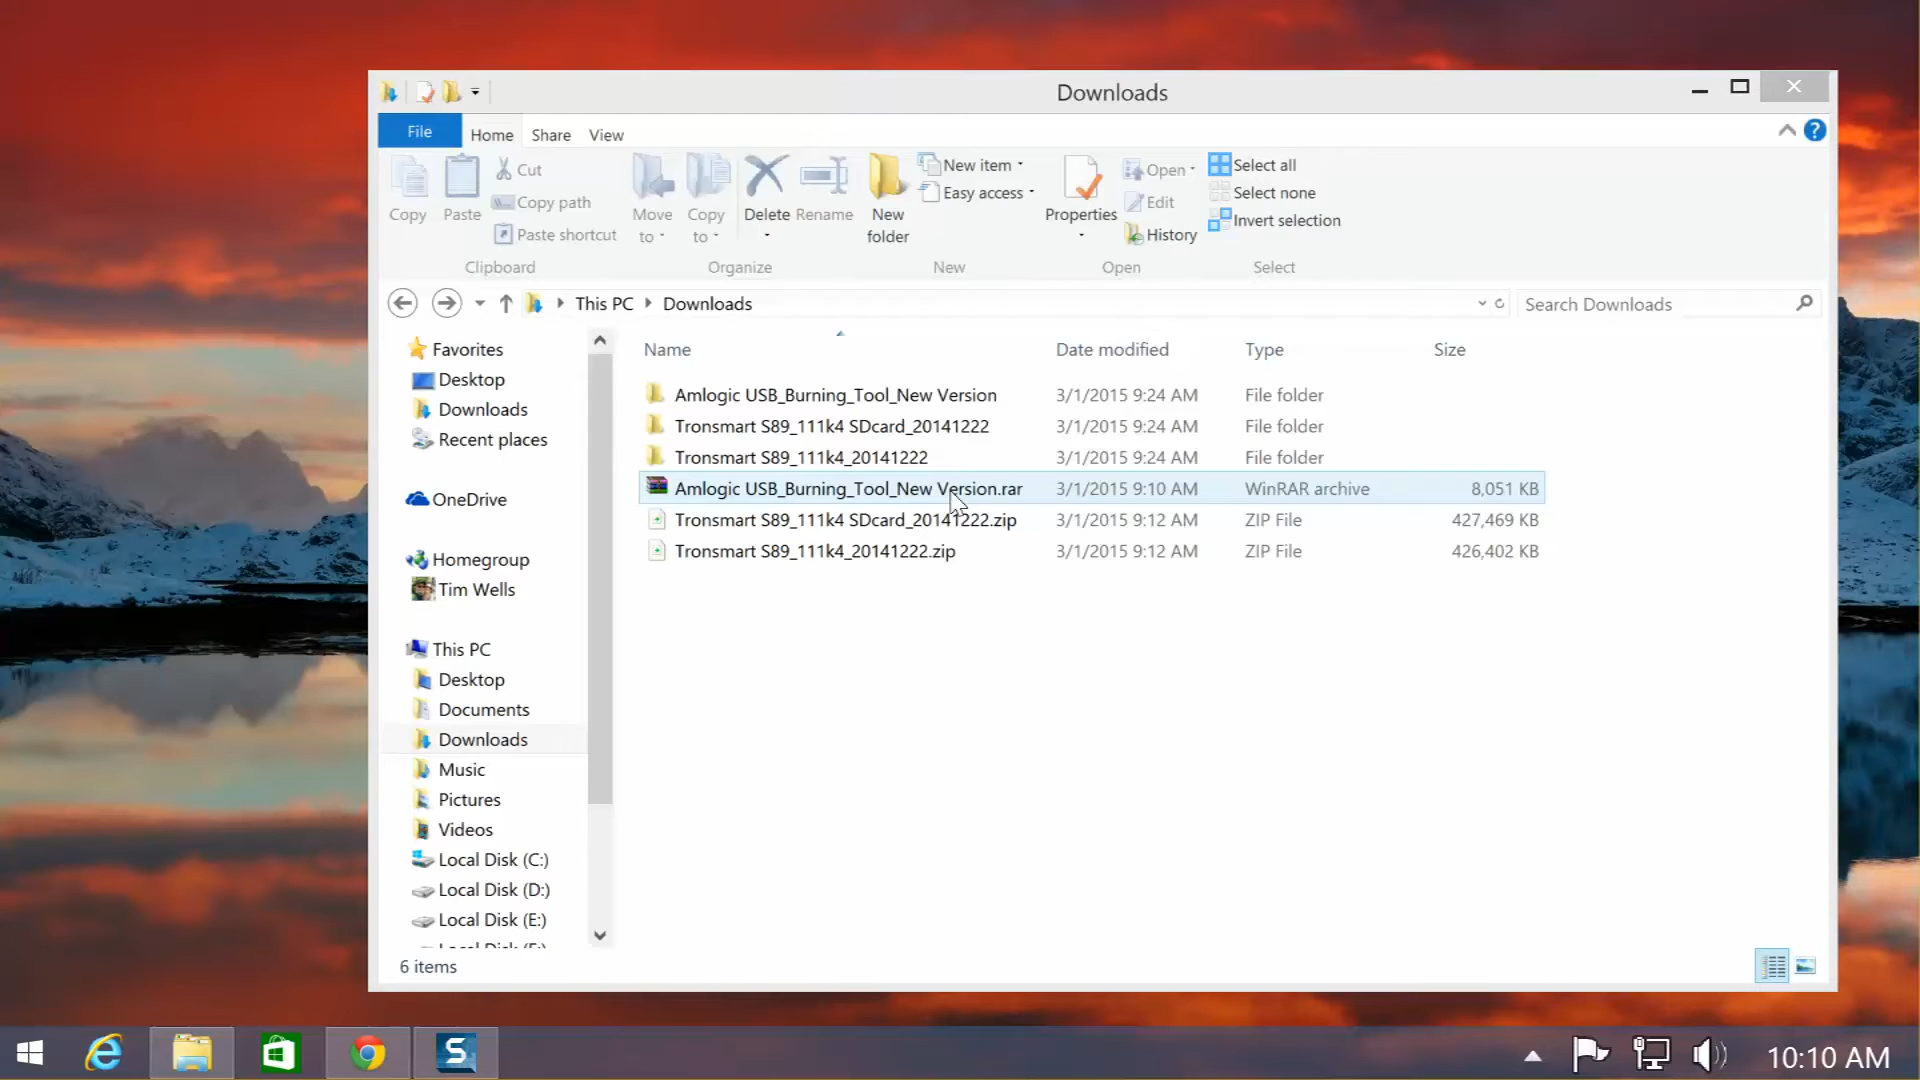 Downloads
File Home Share View
Copy
Paste
Cut
Copy path
Paste shortcut
Clipboard
Move to
Copy to
Delete
Rename
Organize
New folder
New item
Easy access
New
Properties
Open
Edit
History
Open
Select all
Select none
Invert selection
Select
This PC Downloads
Search Downloads
Favorites
Desktop
Downloads
Recent places
OneDrive
Homegroup
Tim Wells
This PC
Desktop
Documents
Downloads
Music
Pictures
Videos
Local Disk (C:)
Local Disk (D:)
Local Disk (E:)
Name Date modified Type Size
Amlogic USB_Burning_Tool_New Version 3/1/2015 9:24 AM File folder
Tronsmart S89_111k4 SDcard_20141222 3/1/2015 9:24 AM File folder
Tronsmart S89_111k4_20141222 3/1/2015 9:24 AM File folder
Amlogic USB_Burning_Tool_New Version.rar 3/1/2015 9:10 AM WinRAR archive 8,051 KB
Tronsmart S89_111k4 SDcard_20141222.zip 3/1/2015 9:12 AM ZIP File 427,469 KB
Tronsmart S89_111k4_20141222.zip 3/1/2015 9:12 AM ZIP File 426,402 KB
6 items
10:10 AM